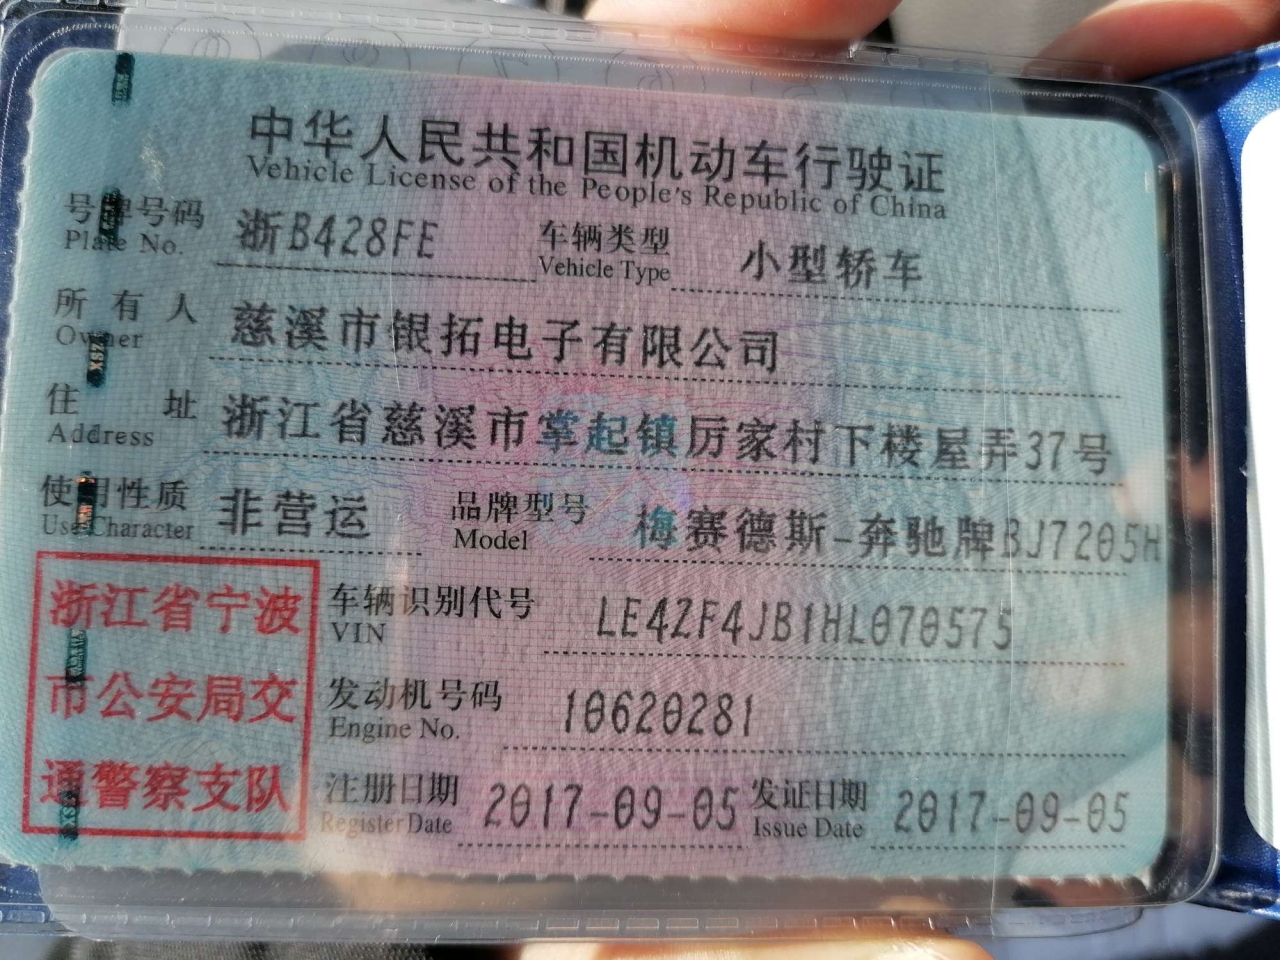 中华人民共和国机动车行驶证
Vehicle License of the People's Republic of China
号牌号码 浙B428FE 车辆类型 小型轿车
Plate No. Vehicle Type
所有人 慈溪市银拓电子有限公司
Owner
住址 浙江省慈溪市掌起镇厉家村下楼屋弄37号
Address
使用性质 非营运 品牌型号 梅赛德斯-奔驰牌BJ7205H
Use Character Model
浙江省宁波
市公安局交
通警察支队
车辆识别代号 LE4ZF4JB1HL070575
VIN
发动机号码 10620281
Engine No.
注册日期 2017-09-05 发证日期 2017-09-05
Register Date Issue Date